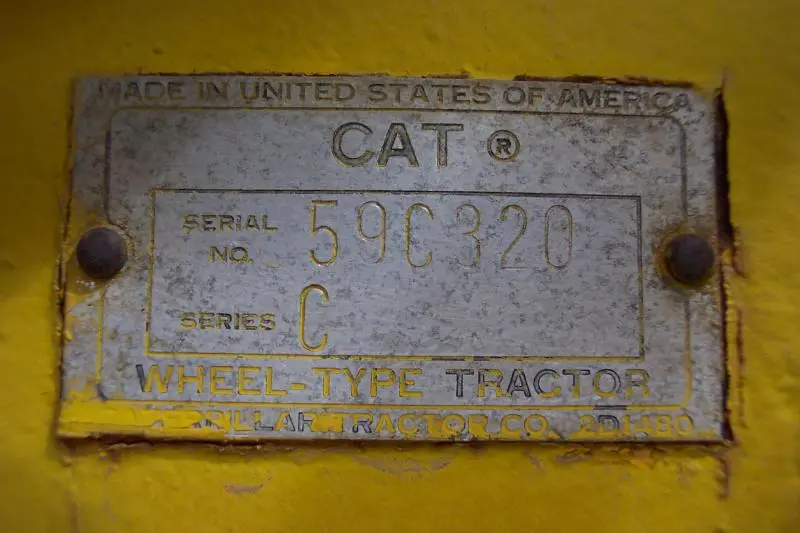 MADE IN UNITED STATES OF AMERICA
CAT ®
SERIAL NO. 59C320
SERIES C
WHEEL-TYPE TRACTOR
TRACTOR CO. 2D1480